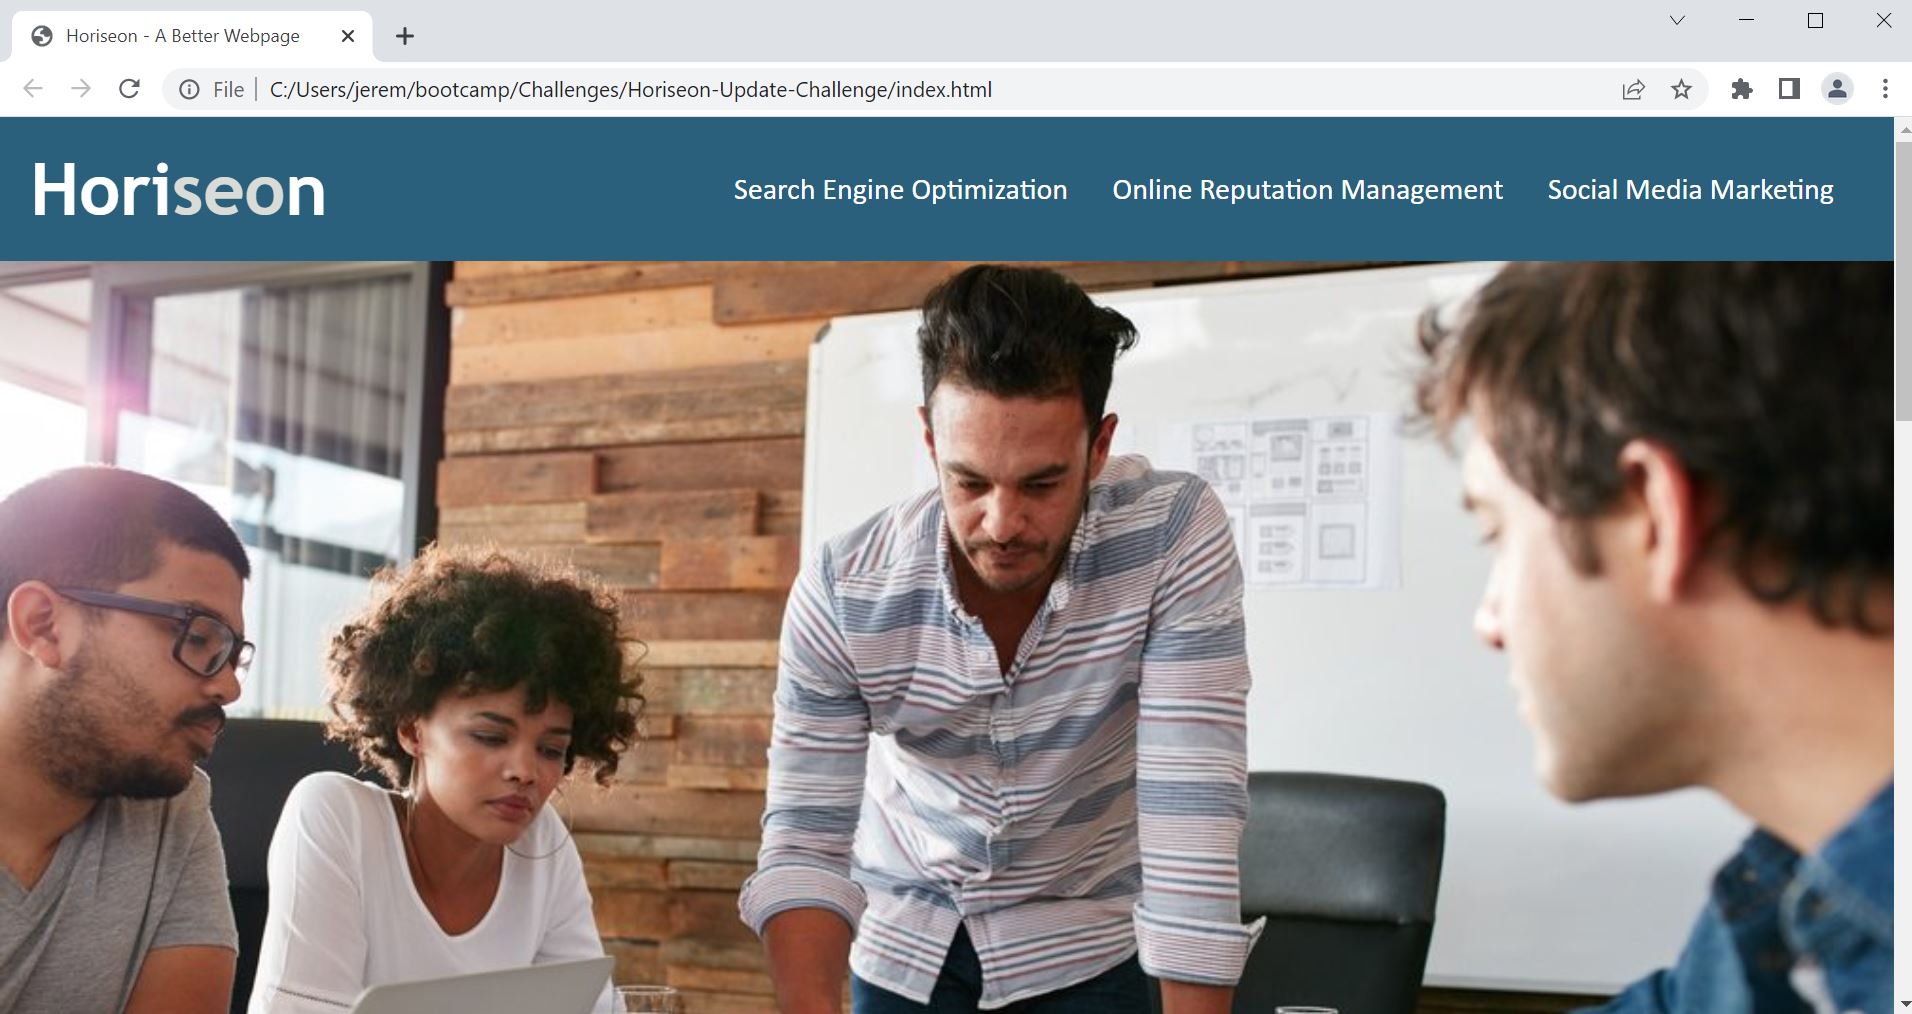 Horiseon - A Better Webpage
File C:/Users/jerem/bootcamp/Challenges/Horiseon-Update-Challenge/index.html
Horiseon Search Engine Optimization Online Reputation Management Social Media Marketing